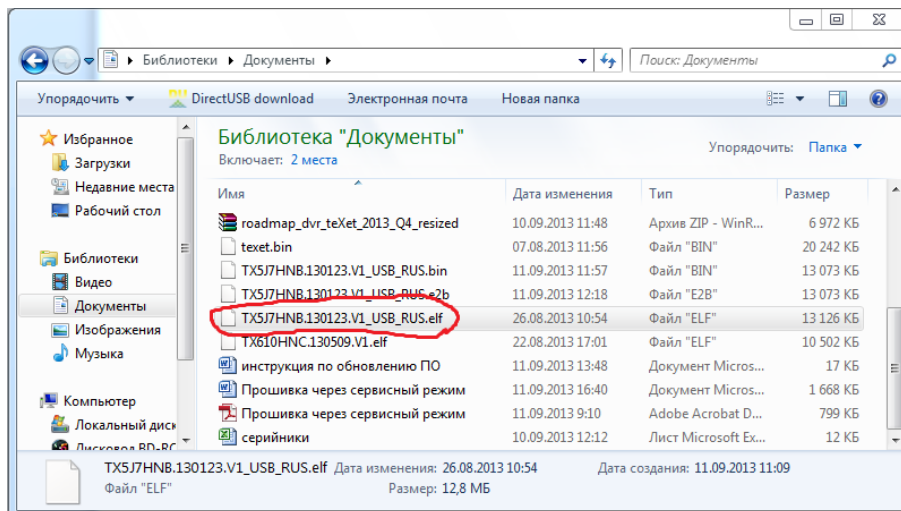 Библиотеки ▸ Документы ▸
Поиск: Документы
Упорядочить DirectUSB download Электронная почта Новая папка
Избранное
Загрузки
Недавние места
Рабочий стол
Библиотеки
Видео
Документы
Изображения
Музыка
Компьютер
Локальный диск
Дисковод BD-RC
Библиотека "Документы"
Включает: 2 места
Упорядочить: Папка
Имя Дата изменения Тип Размер
roadmap_dvr_teXet_2013_Q4_resized 10.09.2013 11:48 Архив ZIP - WinR... 6 972 КБ
texet.bin 07.08.2013 11:56 Файл "BIN" 20 242 КБ
TX5J7HNB.130123.V1_USB_RUS.bin 11.09.2013 11:57 Файл "BIN" 13 073 КБ
TX5J7HNB.130123.V1_USB_RUS.e2b 11.09.2013 12:18 Файл "E2B" 13 073 КБ
TX5J7HNB.130123.V1_USB_RUS.elf 26.08.2013 10:54 Файл "ELF" 13 126 КБ
TX610HNC.130509.V1.elf 22.08.2013 17:01 Файл "ELF" 10 502 КБ
инструкция по обновлению ПО 11.09.2013 13:48 Документ Micros... 17 КБ
Прошивка через сервисный режим 11.09.2013 16:40 Документ Micros... 1 668 КБ
Прошивка через сервисный режим 11.09.2013 9:10 Adobe Acrobat D... 799 КБ
серийники 10.09.2013 12:12 Лист Microsoft Ex... 12 КБ
TX5J7HNB.130123.V1_USB_RUS.elf Дата изменения: 26.08.2013 10:54 Дата создания: 11.09.2013 11:09
Файл "ELF" Размер: 12,8 МБ